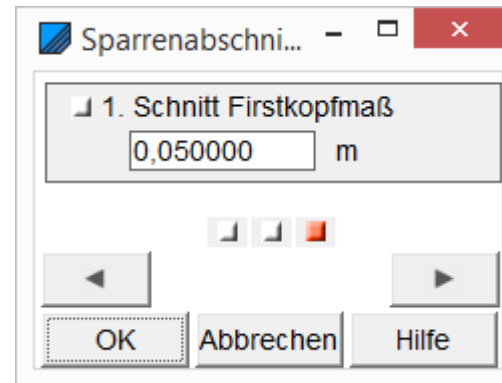 Sparrenabschni...
1. Schnitt Firstkopfmaß
0,050000 m
OK Abbrechen Hilfe